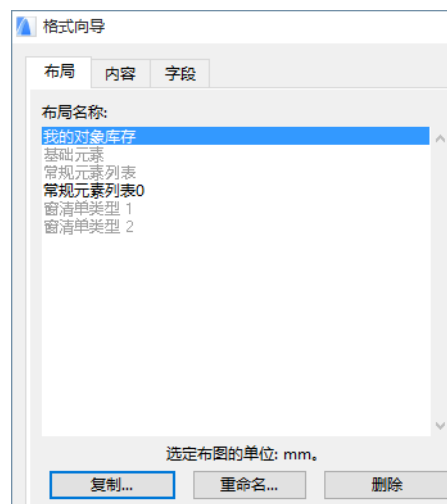 格式向导
布局 内容 字段
布局名称:
我的对象库存
基础元素
常规元素列表
常规元素列表0
窗清单类型 1
窗清单类型 2
选定布图的单位: mm。
复制... 重命名... 删除